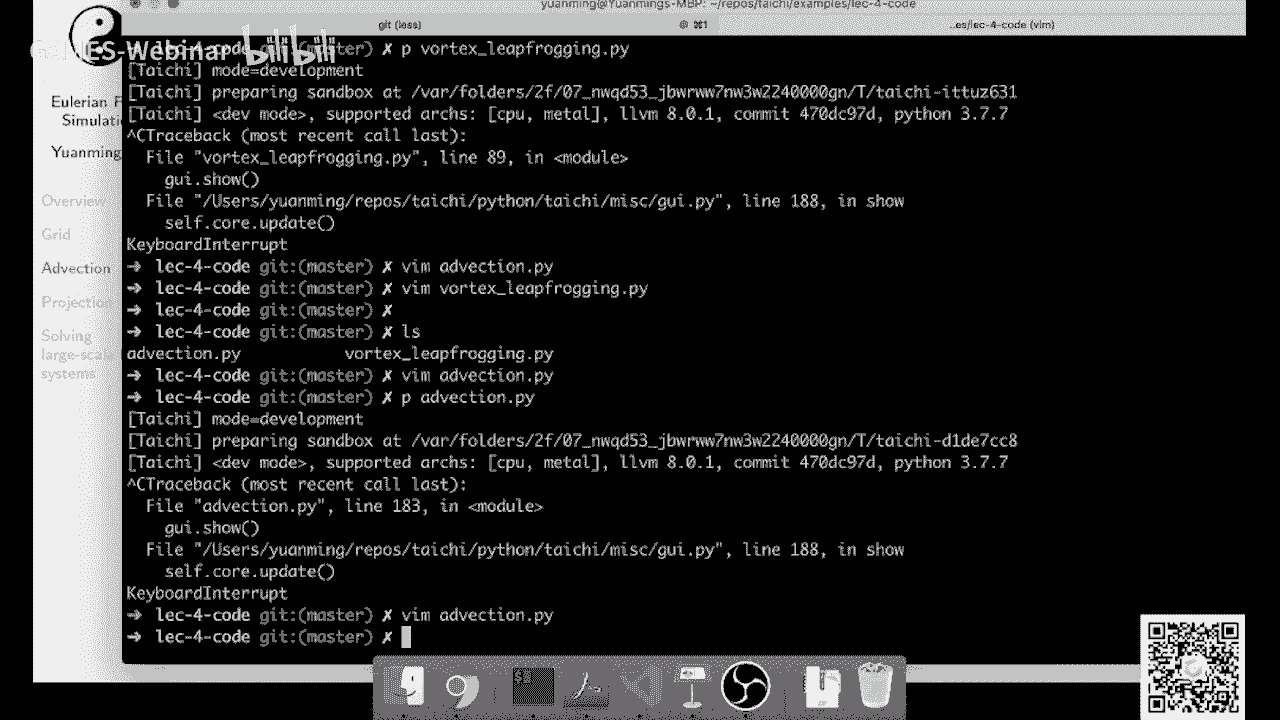 yuanming@Yuanmings-MBP: ~/repos/taichi/examples/lec-4-code
git (less)
⌘1
..es/lec-4-code (vim)
GAMES-Webinar bilibili
➜ lec-4-code git:(master) ✗ p vortex_leapfrogging.py
[Taichi] mode=development
[Taichi] preparing sandbox at /var/folders/2f/07_nwqd53_jbwrww7nw3w2240000gn/T/taichi-ittuz631
[Taichi] <dev mode>, supported archs: [cpu, metal], llvm 8.0.1, commit 470dc97d, python 3.7.7
^CTraceback (most recent call last):
File "vortex_leapfrogging.py", line 89, in <module>
gui.show()
File "/Users/yuanming/repos/taichi/python/taichi/misc/gui.py", line 188, in show
self.core.update()
KeyboardInterrupt
➜ lec-4-code git:(master) ✗ vim advection.py
➜ lec-4-code git:(master) ✗ vim vortex_leapfrogging.py
➜ lec-4-code git:(master) ✗
➜ lec-4-code git:(master) ✗ ls
advection.py vortex_leapfrogging.py
➜ lec-4-code git:(master) ✗ vim advection.py
➜ lec-4-code git:(master) ✗ p advection.py
[Taichi] mode=development
[Taichi] preparing sandbox at /var/folders/2f/07_nwqd53_jbwrww7nw3w2240000gn/T/taichi-d1de7cc8
[Taichi] <dev mode>, supported archs: [cpu, metal], llvm 8.0.1, commit 470dc97d, python 3.7.7
^CTraceback (most recent call last):
File "advection.py", line 183, in <module>
gui.show()
File "/Users/yuanming/repos/taichi/python/taichi/misc/gui.py", line 188, in show
self.core.update()
KeyboardInterrupt
➜ lec-4-code git:(master) ✗ vim advection.py
➜ lec-4-code git:(master) ✗
Eulerian
Simulatio
Yuanming
Overview
Grid
Advection
Projection
Solving
large-sca
systems